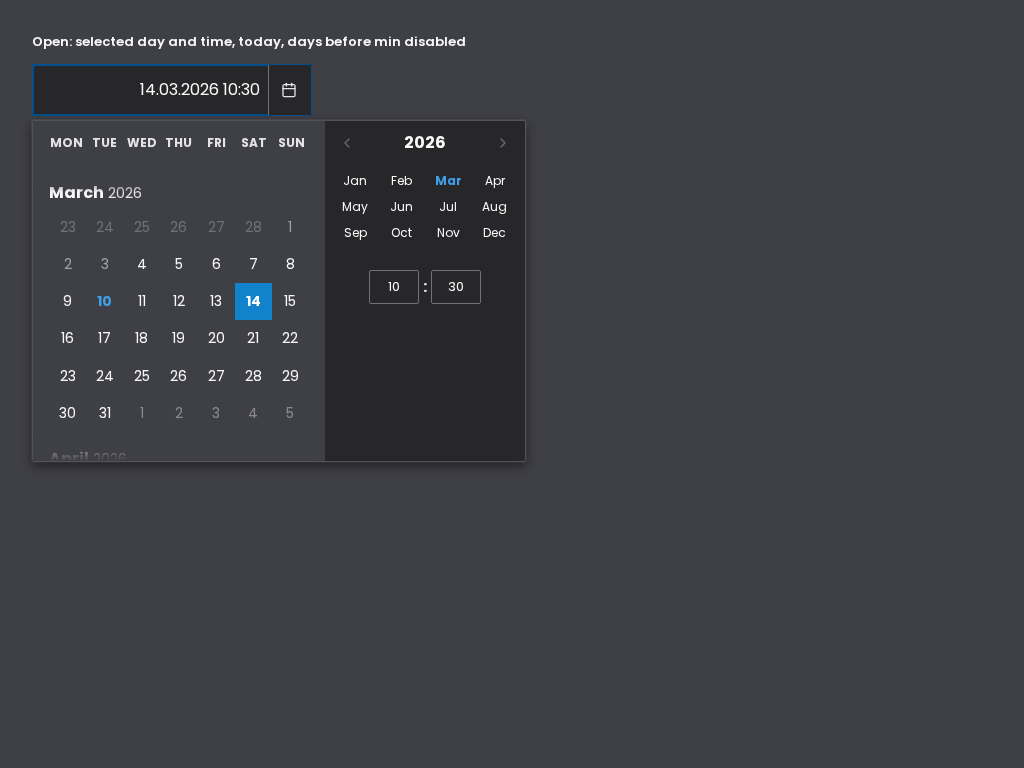 Open: selected day and time, today, days before min disabled
14.03.2026 10:30
MON TUE WED THU FRI SAT SUN
March 2026
23 24 25 26 27 28 1
2 3 4 5 6 7 8
9 10 11 12 13 14 15
16 17 18 19 20 21 22
23 24 25 26 27 28 29
30 31 1 2 3 4 5
April 2026
2026
Jan Feb Mar Apr
May Jun Jul Aug
Sep Oct Nov Dec
10 : 30